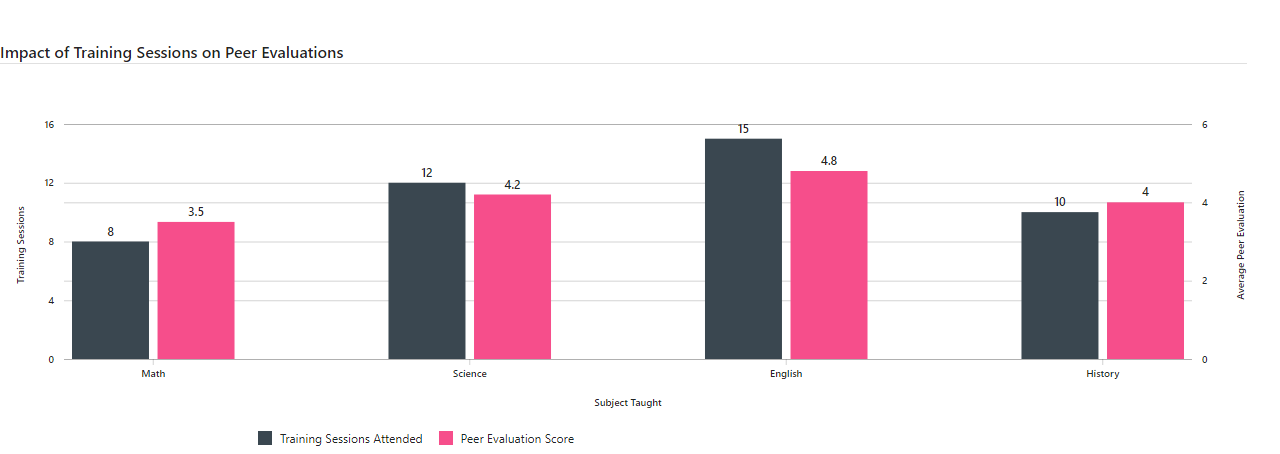 Impact of Training Sessions on Peer Evaluations
16
12
8
4
0
Training Sessions
6
4
2
0
Average Peer Evaluation
8
3.5
12
4.2
15
4.8
10
4
Math
Science
English
History
Subject Taught
Training Sessions Attended
Peer Evaluation Score